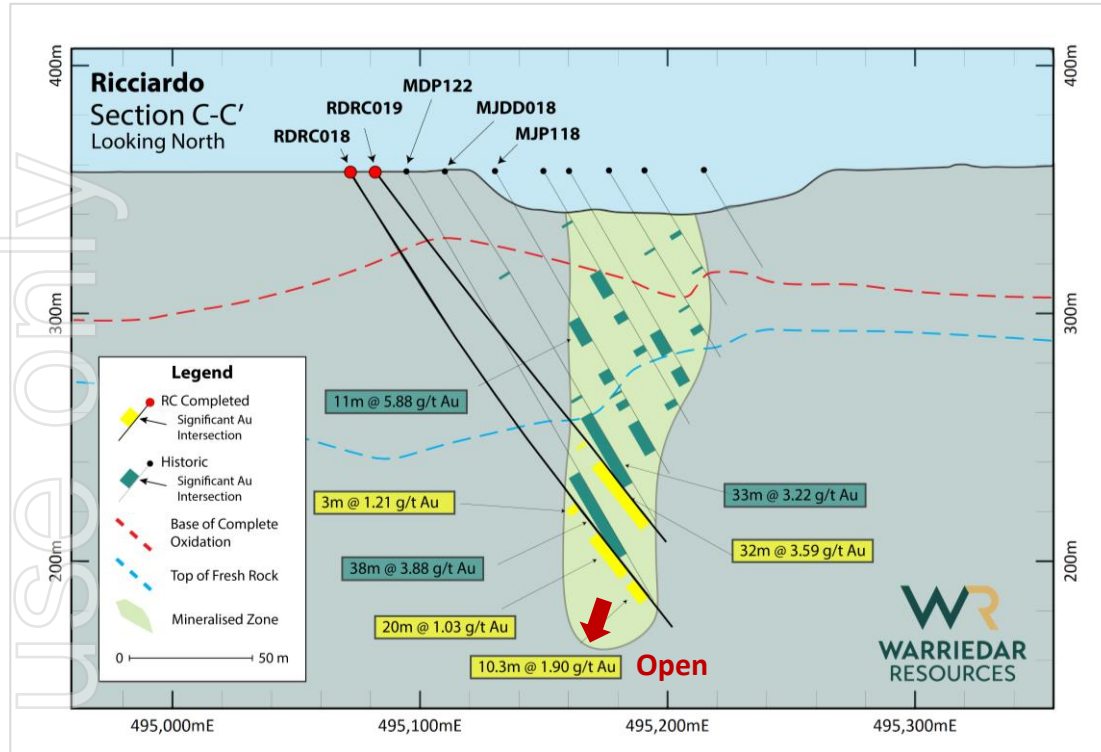 400m
400m
Ricciardo
Section C-C'
Looking North
MDP122
RDRC019
MJDD018
RDRC018
MJP118
use only
300m
300m
Legend
RC Completed
Significant Au
Intersection
Historic
Significant Au
Intersection
Base of Complete
Oxidation
Top of Fresh Rock
Mineralised Zone
0
50 m
11m @ 5.88 g/t Au
3m @ 1.21 g/t Au
33m @ 3.22 g/t Au
32m @ 3.59 g/t Au
38m @ 3.88 g/t Au
20m @ 1.03 g/t Au
10.3m @ 1.90 g/t Au
Open
200m
200m
WR
WARRIEDAR
RESOURCES
495,000mE
495,100mE
495,200mE
495,300mE